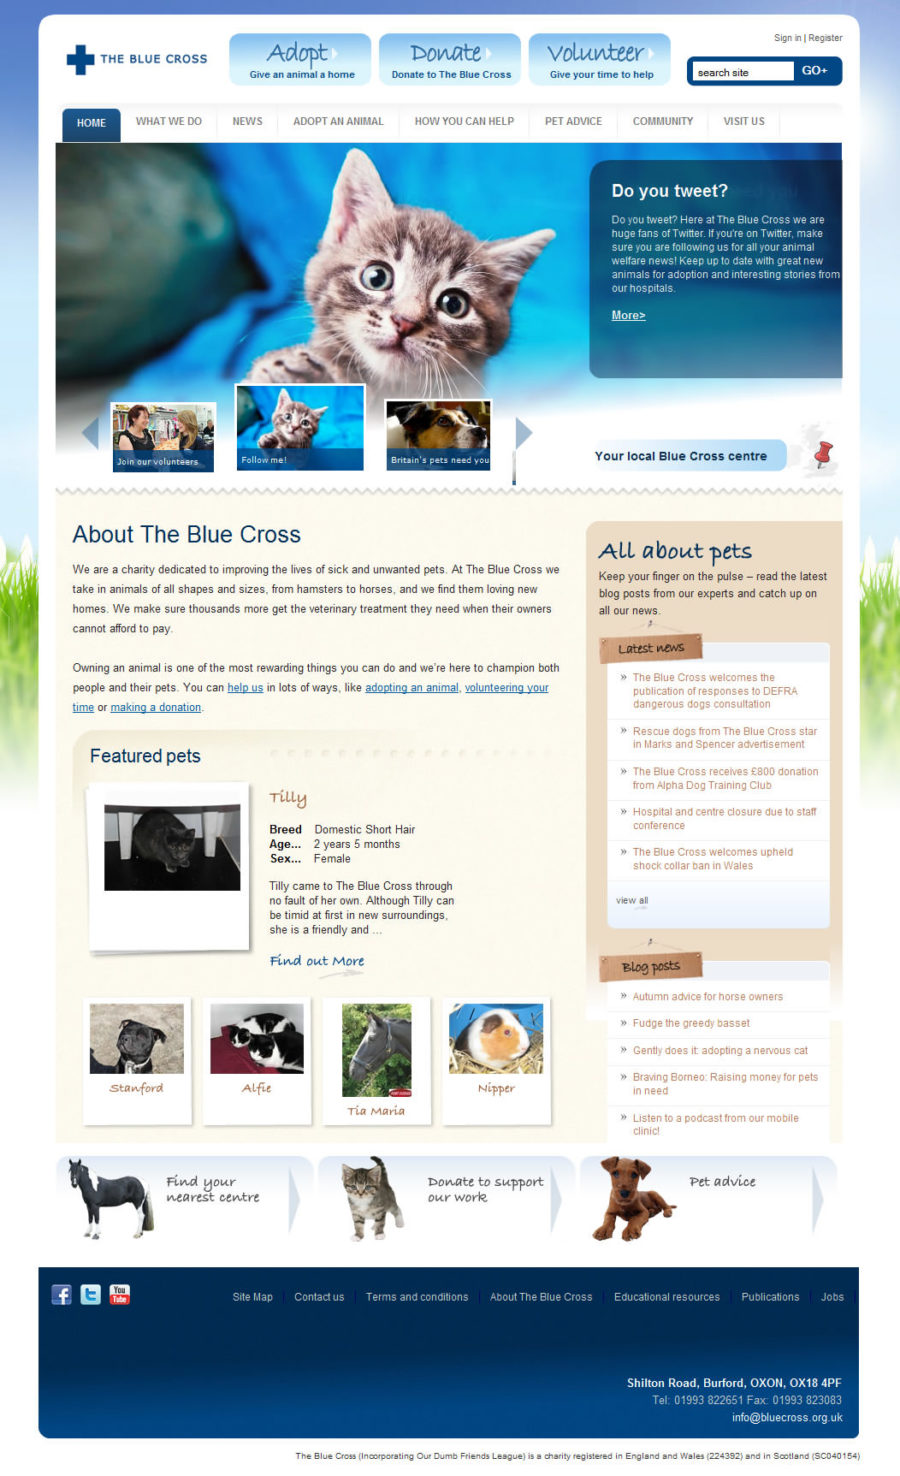 THE BLUE CROSS
Adopt
Give an animal a home
Donate
Donate to The Blue Cross
Volunteer
Give your time to help
Sign in | Register
search site
GO+
HOME
WHAT WE DO
NEWS
ADOPT AN ANIMAL
HOW YOU CAN HELP
PET ADVICE
COMMUNITY
VISIT US
Do you tweet?
Do you tweet? Here at The Blue Cross we are
huge fans of Twitter. If you're on Twitter, make
sure you are following us for all your animal
welfare news! Keep up to date with great new
animals for adoption and interesting stories from
our hospitals.
More>
Join our volunteers
Follow me!
Britain's pets need you
Your local Blue Cross centre
About The Blue Cross
We are a charity dedicated to improving the lives of sick and unwanted pets. At The Blue Cross we
take in animals of all shapes and sizes, from hamsters to horses, and we find them loving new
homes. We make sure thousands more get the veterinary treatment they need when their owners
cannot afford to pay.
Owning an animal is one of the most rewarding things you can do and we're here to champion both
people and their pets. You can help us in lots of ways, like adopting an animal, volunteering your
time or making a donation.
Featured pets
Tilly
Breed Domestic Short Hair
Age... 2 years 5 months
Sex... Female
Tilly came to The Blue Cross through
no fault of her own. Although Tilly can
be timid at first in new surroundings,
she is a friendly and ...
Find out More
Stanford
Alfie
Tia Maria
Nipper
All about pets
Keep your finger on the pulse – read the latest
blog posts from our experts and catch up on
all our news.
Latest news
» The Blue Cross welcomes the
publication of responses to DEFRA
dangerous dogs consultation
» Rescue dogs from The Blue Cross star
in Marks and Spencer advertisement
» The Blue Cross receives £800 donation
from Alpha Dog Training Club
» Hospital and centre closure due to staff
conference
» The Blue Cross welcomes upheld
shock collar ban in Wales
view all
Blog posts
» Autumn advice for horse owners
» Fudge the greedy basset
» Gently does it: adopting a nervous cat
» Braving Borneo: Raising money for pets
in need
» Listen to a podcast from our mobile
clinic!
Find your
nearest centre
Donate to support
our work
Pet advice
You
Tube
Site Map
Contact us
Terms and conditions
About The Blue Cross
Educational resources
Publications
Jobs
Shilton Road, Burford, OXON, OX18 4PF
Tel: 01993 822651 Fax: 01993 823083
info@bluecross.org.uk
The Blue Cross (Incorporating Our Dumb Friends League) is a charity registered in England and Wales (224392) and in Scotland (SC040154)